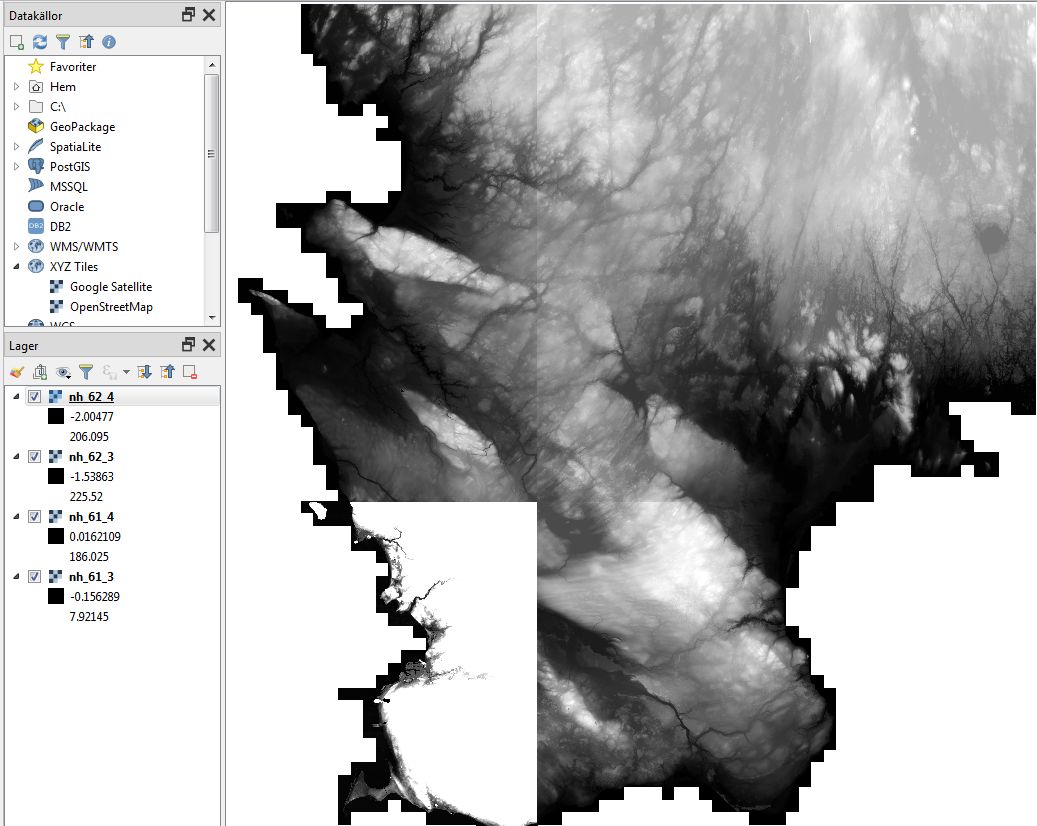 Datakällor
Favoriter
Hem
C:\
GeoPackage
SpatiaLite
PostGIS
MSSQL
Oracle
DB2
WMS/WMTS
XYZ Tiles
Google Satellite
OpenStreetMap
WCS
Lager
nh_62_4
-2.00477
206.095
nh_62_3
-1.53863
225.52
nh_61_4
0.0162109
186.025
nh_61_3
-0.156289
7.92145